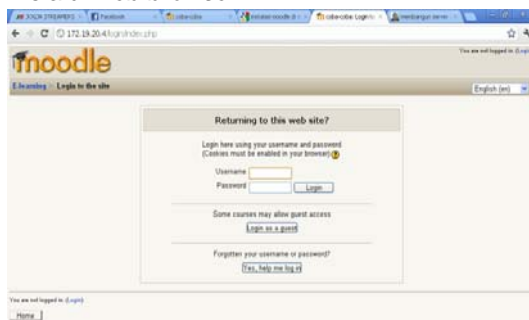 Facebook
coba-coba
172.19.20.4/login/index.php
You are not logged in. (Login)
moodle
E-learning ► Login to the site
English (en)
Returning to this web site?
Login here using your username and password
(Cookies must be enabled in your browser)
Username
Password
Login
Some courses may allow guest access
Login as a guest
Forgotten your username or password?
Yes, help me log in
You are not logged in. (Login)
Home